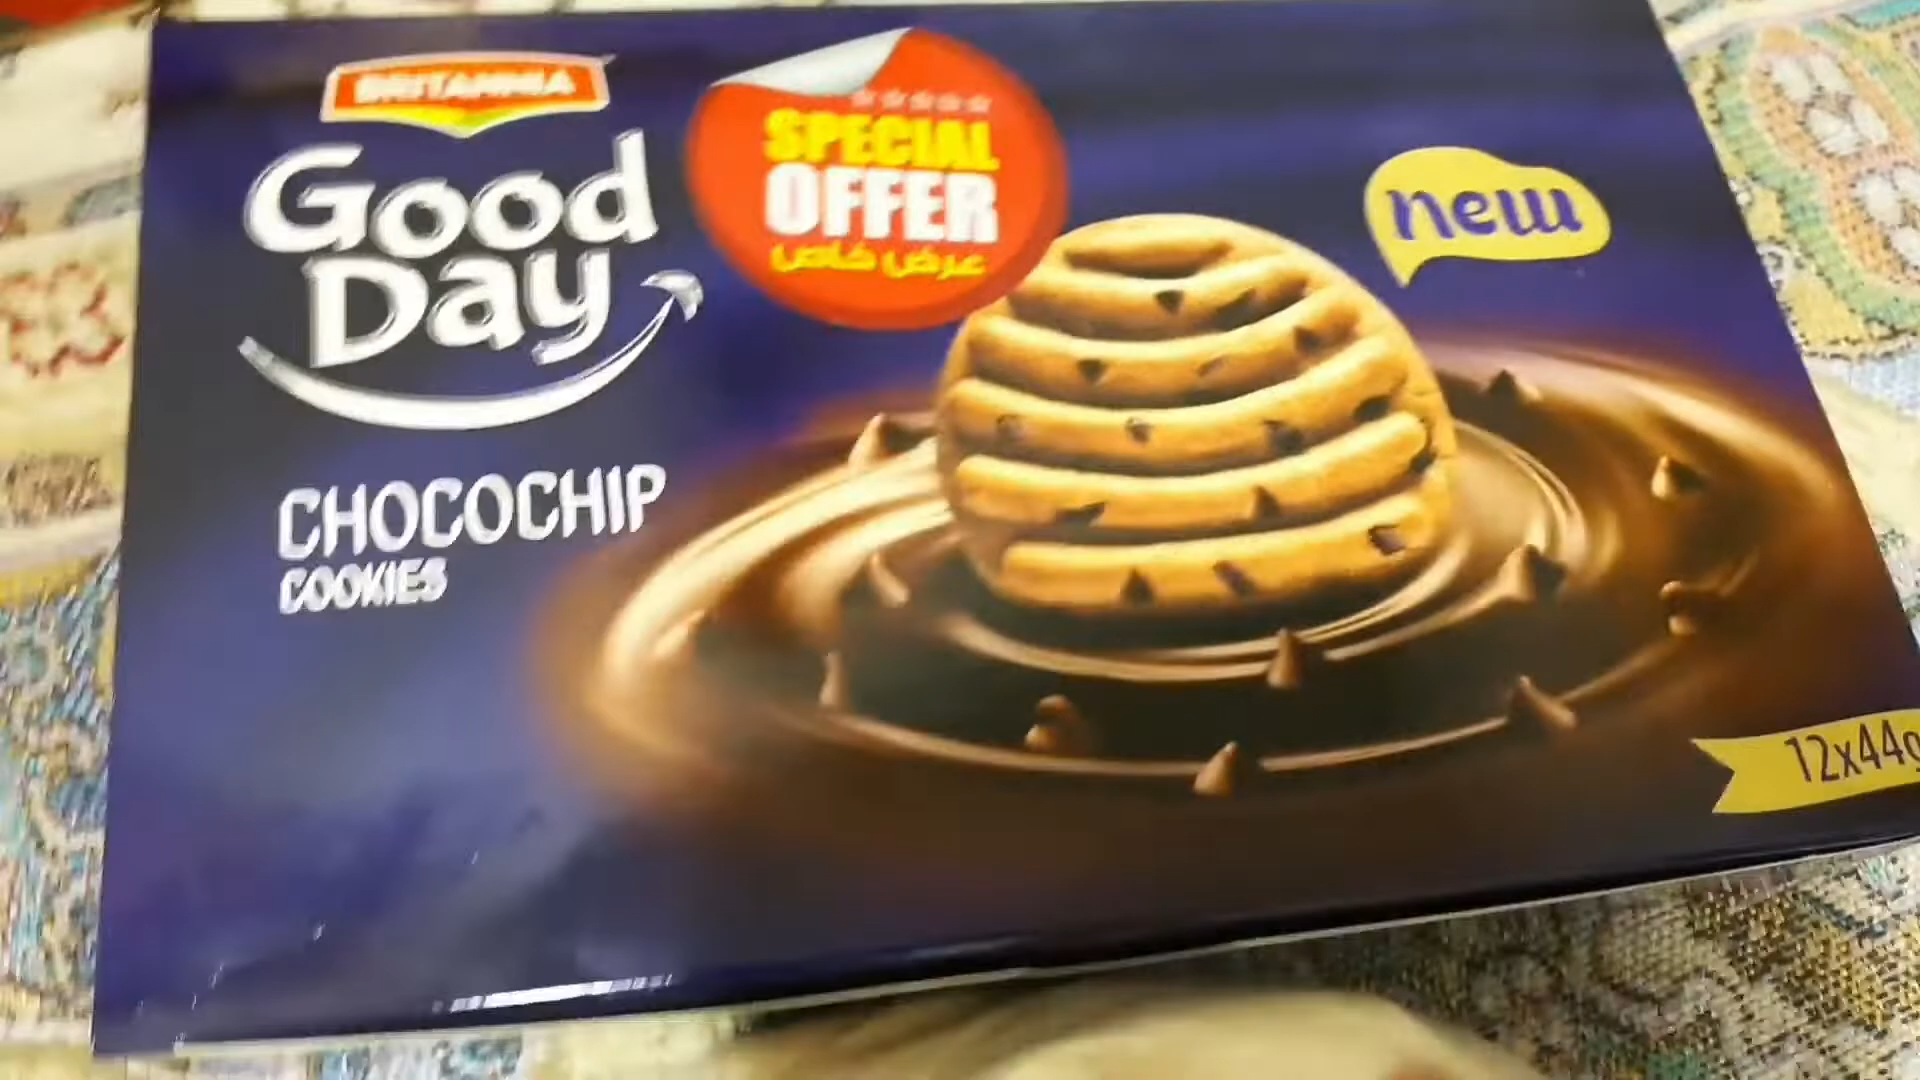 BRITANNIA
Good
Day
CHOCOCHIP
COOKIES
SPECIAL
OFFER
عرض خاص
new
12x44g